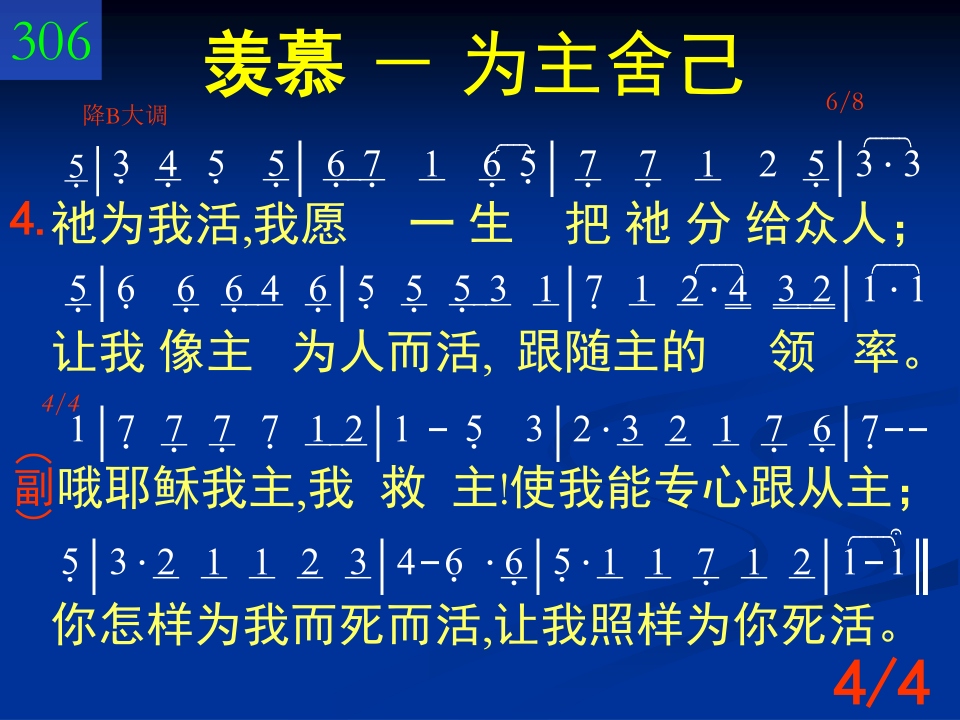 306
羡慕 － 为主舍己
降B大调 6/8
5̣|3̣ 4̣ 5̣ 5̣|6̣ 7̣ 1 6̣ 5̣|7̣ 7̣ 1 2 5̣|3·3
4.祂为我活,我愿 一 生 把 祂 分 给众人；
5̣|6̣ 6̣ 6̣ 4 6̣|5̣ 5̣ 5̣ 3 1|7̣ 1 2·4̣ 3 2|1·1
让我 像主 为人而活, 跟随主的 领 率。
4/4
1|7̣ 7̣ 7̣ 7̣ 1 2|1 - 5̣ 3|2·3 2 1 7̣ 6̣|7̣--
(副)哦耶稣我主,我 救 主!使我能专心跟从主；
5̣|3·2 1 1 2 3|4-6̣ ·6̣|5̣·1 1 7̣ 1 2|1-1‖
你怎样为我而死而活,让我照样为你死活。
4/4